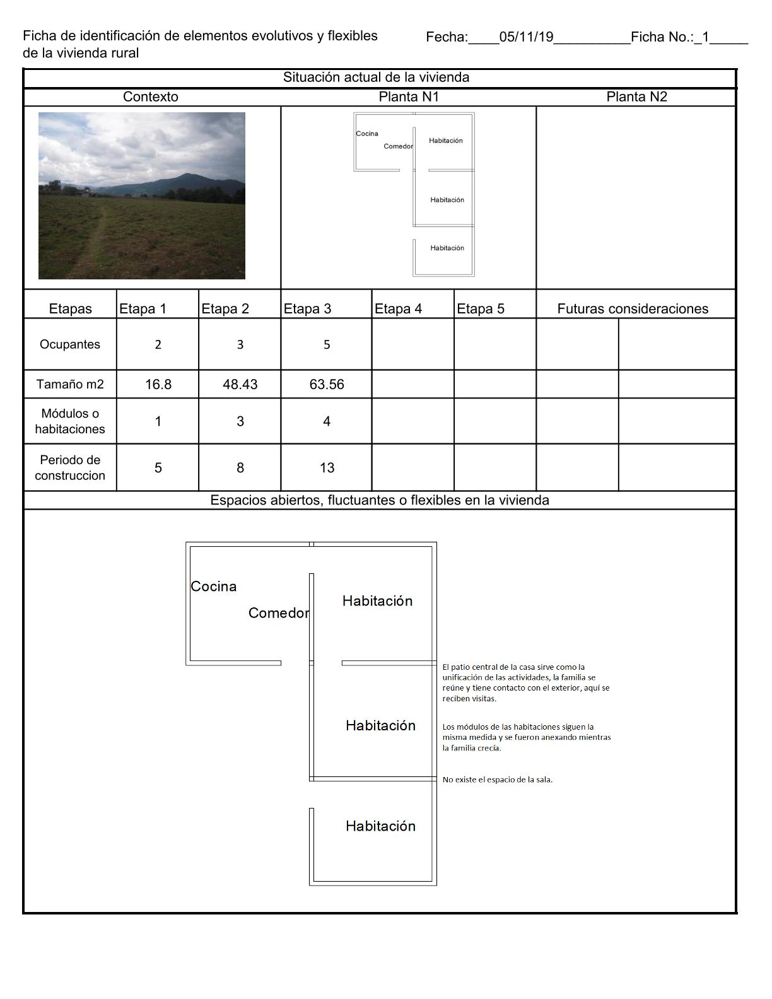 Ficha de identificación de elementos evolutivos y flexibles
de la vivienda rural
Fecha:____05/11/19__________Ficha No.:_1_____
Situación actual de la vivienda
Contexto Planta N1 Planta N2
Cocina
Comedor
Habitación
Habitación
Habitación
Etapas Etapa 1 Etapa 2 Etapa 3 Etapa 4 Etapa 5 Futuras consideraciones
Ocupantes 2 3 5
Tamaño m2 16.8 48.43 63.56
Módulos o
habitaciones 1 3 4
Periodo de
construccion 5 8 13
Espacios abiertos, fluctuantes o flexibles en la vivienda
Cocina
Comedor
Habitación
El patio central de la casa sirve como la
unificación de las actividades, la familia se
reúne y tiene contacto con el exterior, aquí se
reciben visitas.
Habitación
Los módulos de las habitaciones siguen la
misma medida y se fueron anexando mientras
la familia crecía.
No existe el espacio de la sala.
Habitación